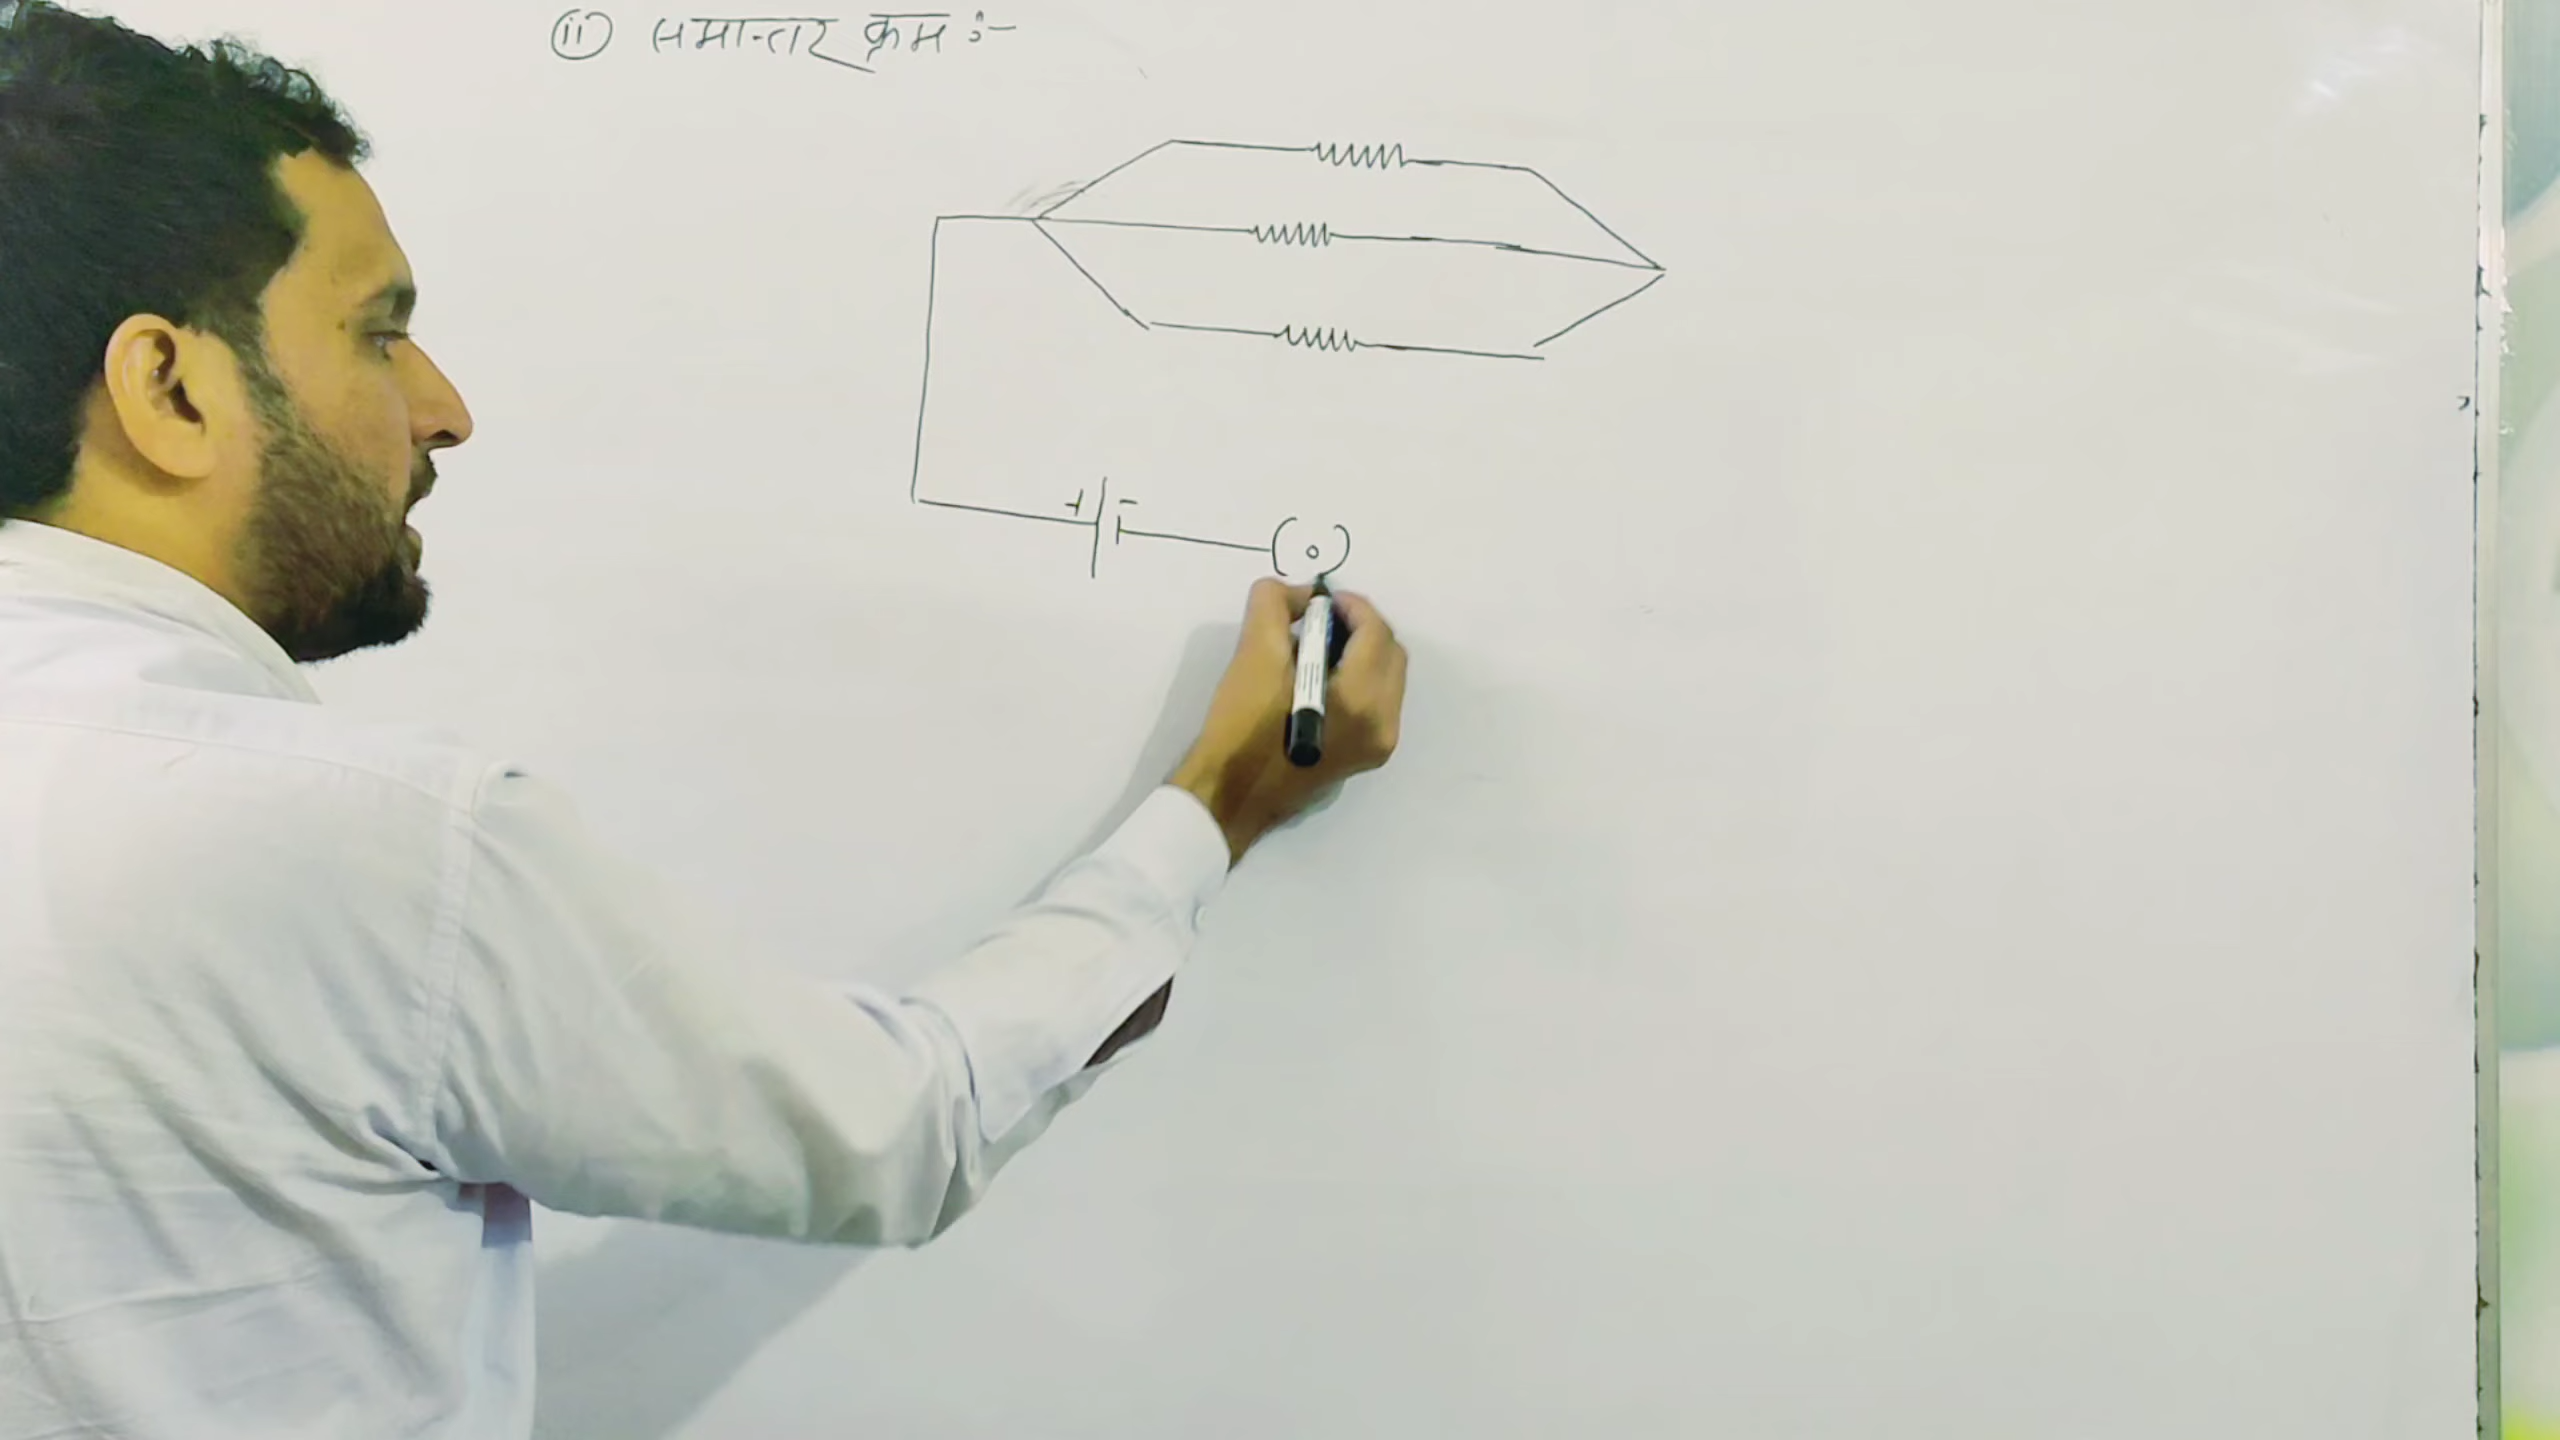 (ii) समान्तर क्रम :-
+ -